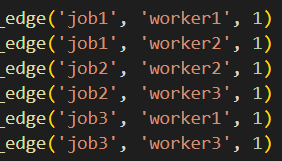 _edge('job1', 'worker1', 1)
_edge('job1', 'worker2', 1)
_edge('job2', 'worker2', 1)
_edge('job2', 'worker3', 1)
_edge('job3', 'worker1', 1)
_edge('job3', 'worker3', 1)